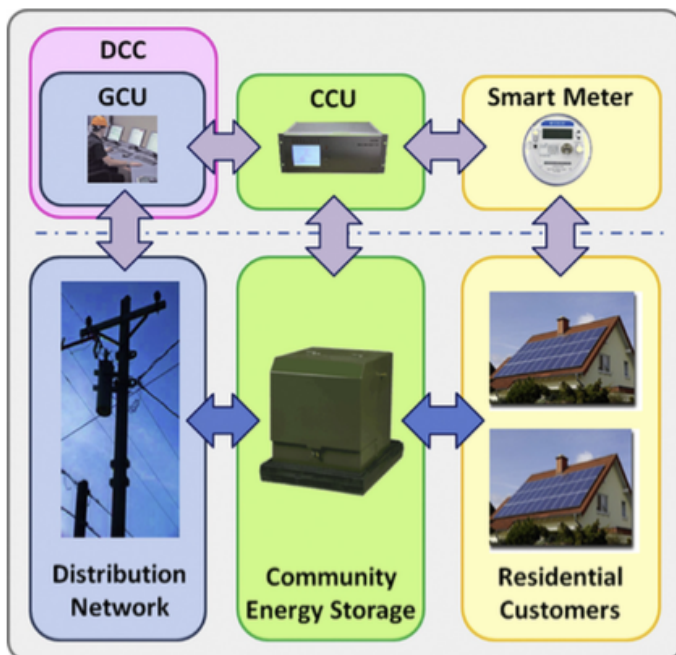 DCC
GCU
CCU
Smart Meter
Distribution
Network
Community
Energy Storage
Residential
Customers